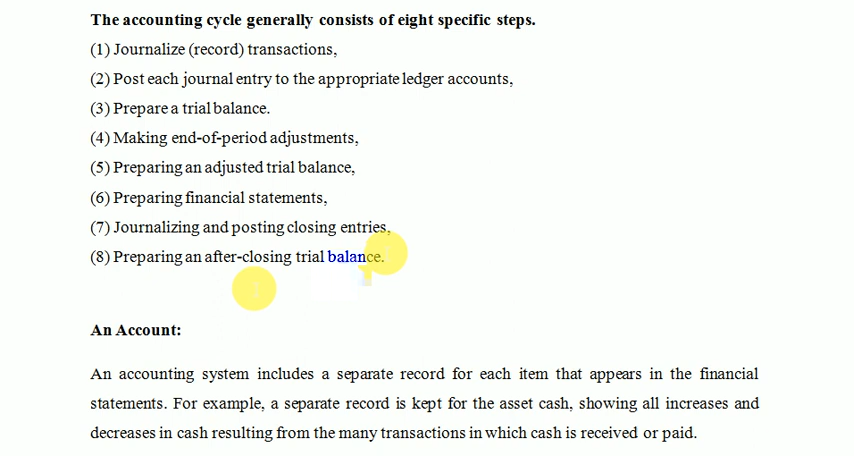 The accounting cycle generally consists of eight specific steps.
(1) Journalize (record) transactions,
(2) Post each journal entry to the appropriate ledger accounts,
(3) Prepare a trial balance.
(4) Making end-of-period adjustments,
(5) Preparing an adjusted trial balance,
(6) Preparing financial statements,
(7) Journalizing and posting closing entries,
(8) Preparing an after-closing trial balance.
An Account:
An accounting system includes a separate record for each item that appears in the financial
statements. For example, a separate record is kept for the asset cash, showing all increases and
decreases in cash resulting from the many transactions in which cash is received or paid.